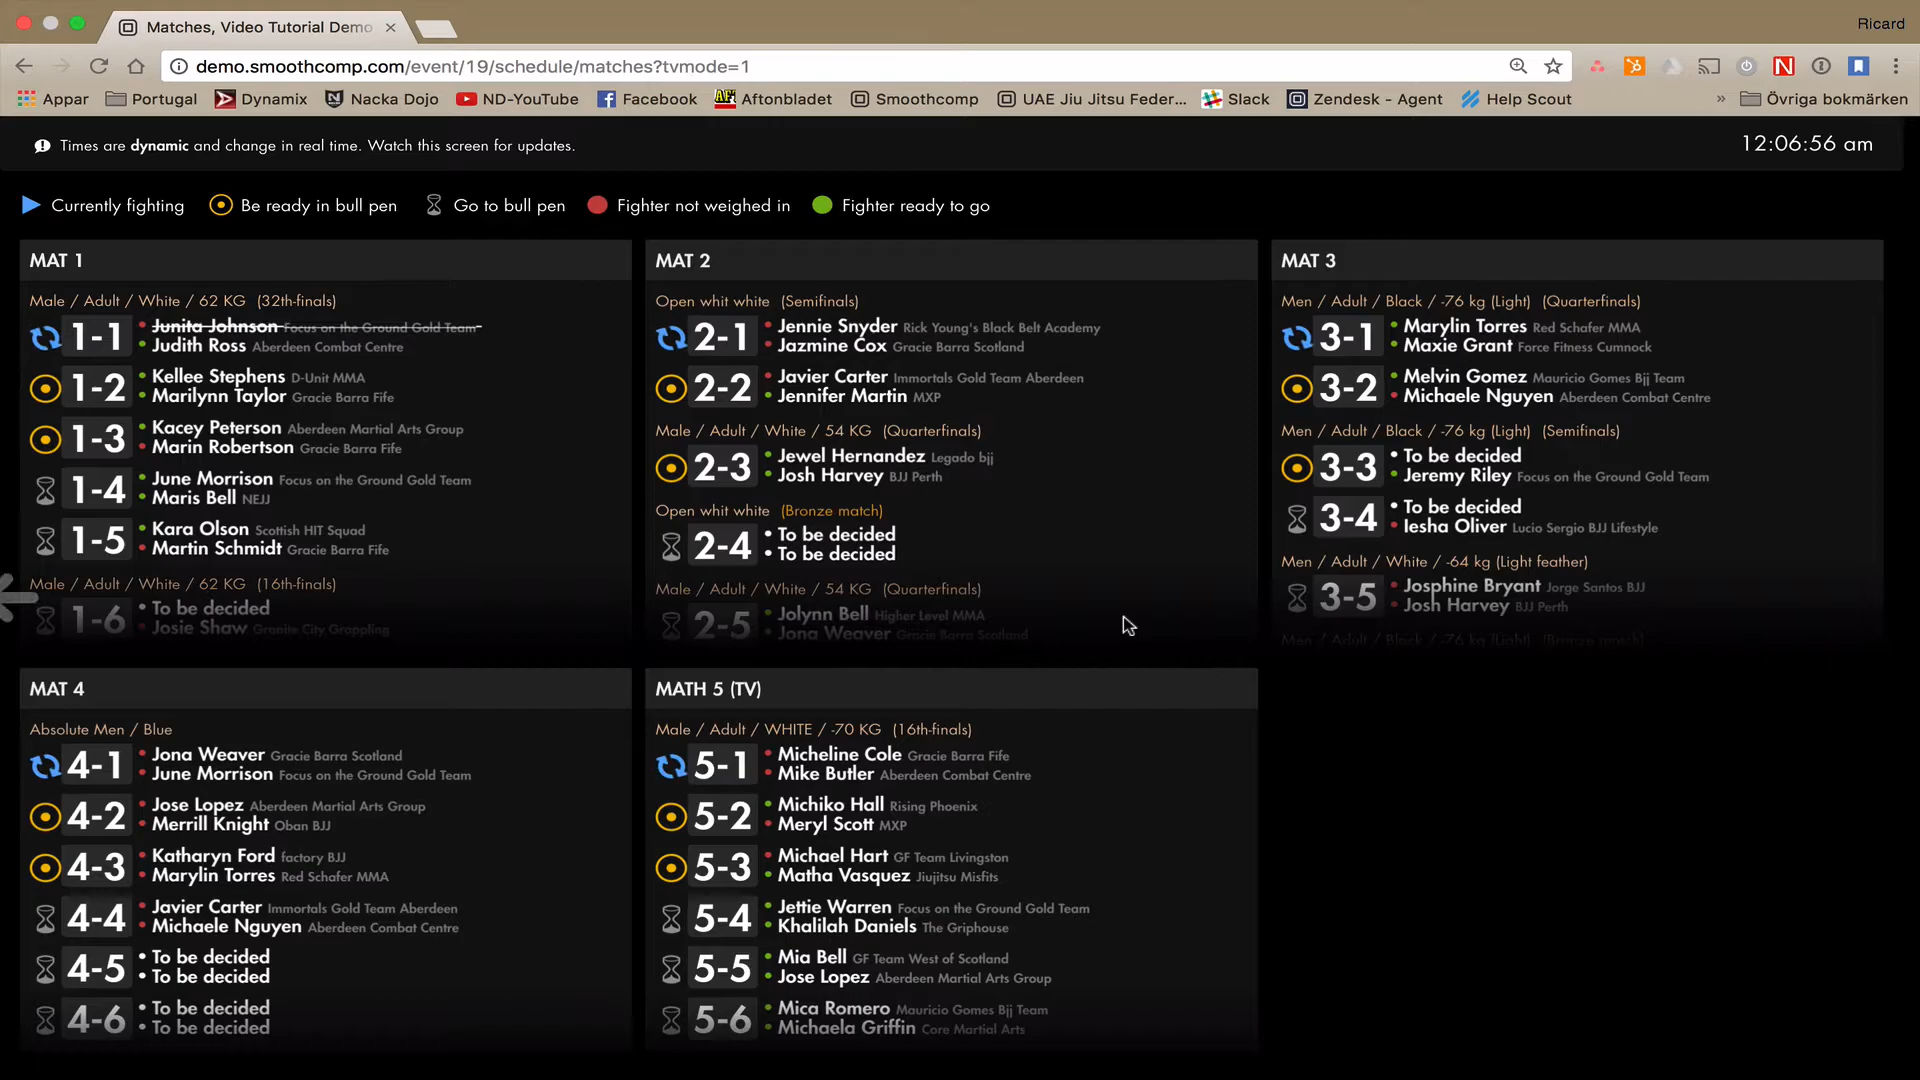 Ricard
Matches, Video Tutorial Demo
demo.smoothcomp.com/event/19/schedule/matches?tvmode=1
Appar Portugal Dynamix Nacka Dojo ND-YouTube Facebook Aftonbladet Smoothcomp UAE Jiu Jitsu Feder... Slack Zendesk - Agent Help Scout » Övriga bokmärken
Times are dynamic and change in real time. Watch this screen for updates.
12:06:56 am
Currently fighting Be ready in bull pen Go to bull pen Fighter not weighed in Fighter ready to go
MAT 1
Male / Adult / White / 62 KG (32th-finals)
1-1 Junita Johnson Focus on the Ground Gold Team
Judith Ross Aberdeen Combat Centre
1-2 Kellee Stephens D-Unit MMA
Marilynn Taylor Gracie Barra Fife
1-3 Kacey Peterson Aberdeen Martial Arts Group
Marin Robertson Gracie Barra Fife
1-4 June Morrison Focus on the Ground Gold Team
Maris Bell NEJJ
1-5 Kara Olson Scottish HIT Squad
Martin Schmidt Gracie Barra Fife
Male / Adult / White / 62 KG (16th-finals)
1-6 To be decided
Josie Shaw Granite City Grappling
MAT 2
Open whit white (Semifinals)
2-1 Jennie Snyder Rick Young's Black Belt Academy
Jazmine Cox Gracie Barra Scotland
2-2 Javier Carter Immortals Gold Team Aberdeen
Jennifer Martin MXP
Male / Adult / White / 54 KG (Quarterfinals)
2-3 Jewel Hernandez Legado bjj
Josh Harvey BJJ Perth
Open whit white (Bronze match)
2-4 To be decided
To be decided
Male / Adult / White / 54 KG (Quarterfinals)
2-5 Jolynn Bell Higher Level MMA
Jona Weaver Gracie Barra Scotland
MAT 3
Men / Adult / Black / -76 kg (Light) (Quarterfinals)
3-1 Marylin Torres Red Schafer MMA
Maxie Grant Force Fitness Cumnock
3-2 Melvin Gomez Mauricio Gomes Bjj Team
Michaele Nguyen Aberdeen Combat Centre
Men / Adult / Black / -76 kg (Light) (Semifinals)
3-3 To be decided
Jeremy Riley Focus on the Ground Gold Team
3-4 To be decided
Iesha Oliver Lucio Sergio BJJ Lifestyle
Men / Adult / White / -64 kg (Light feather)
3-5 Josphine Bryant Jorge Santos BJJ
Josh Harvey BJJ Perth
Men / Adult / Black / -76 kg (Light) (Bronze match)
MAT 4
Absolute Men / Blue
4-1 Jona Weaver Gracie Barra Scotland
June Morrison Focus on the Ground Gold Team
4-2 Jose Lopez Aberdeen Martial Arts Group
Merrill Knight Oban BJJ
4-3 Katharyn Ford factory BJJ
Marylin Torres Red Schafer MMA
4-4 Javier Carter Immortals Gold Team Aberdeen
Michaele Nguyen Aberdeen Combat Centre
4-5 To be decided
To be decided
4-6 To be decided
To be decided
MATH 5 (TV)
Male / Adult / WHITE / -70 KG (16th-finals)
5-1 Micheline Cole Gracie Barra Fife
Mike Butler Aberdeen Combat Centre
5-2 Michiko Hall Rising Phoenix
Meryl Scott MXP
5-3 Michael Hart GF Team Livingston
Matha Vasquez Jiujitsu Misfits
5-4 Jettie Warren Focus on the Ground Gold Team
Khalilah Daniels The Griphouse
5-5 Mia Bell GF Team West of Scotland
Jose Lopez Aberdeen Martial Arts Group
5-6 Mica Romero Mauricio Gomes Bjj Team
Michaela Griffin Core Martial Arts